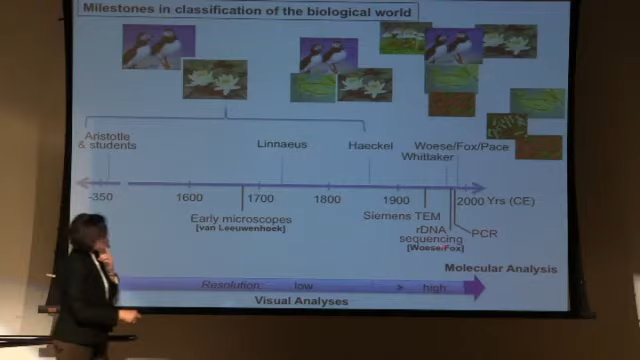 Milestones in classification of the biological world
Aristotle
& students
Linnaeus
Haeckel
Woese/Fox/Pace
Whittaker
-350
1600
1700
1800
1900
2000 Yrs (CE)
Early microscopes
[van Leeuwenhoek]
Siemens TEM
rDNA
sequencing
[Woese/Fox]
PCR
Molecular Analysis
Resolution: low > high
Visual Analyses